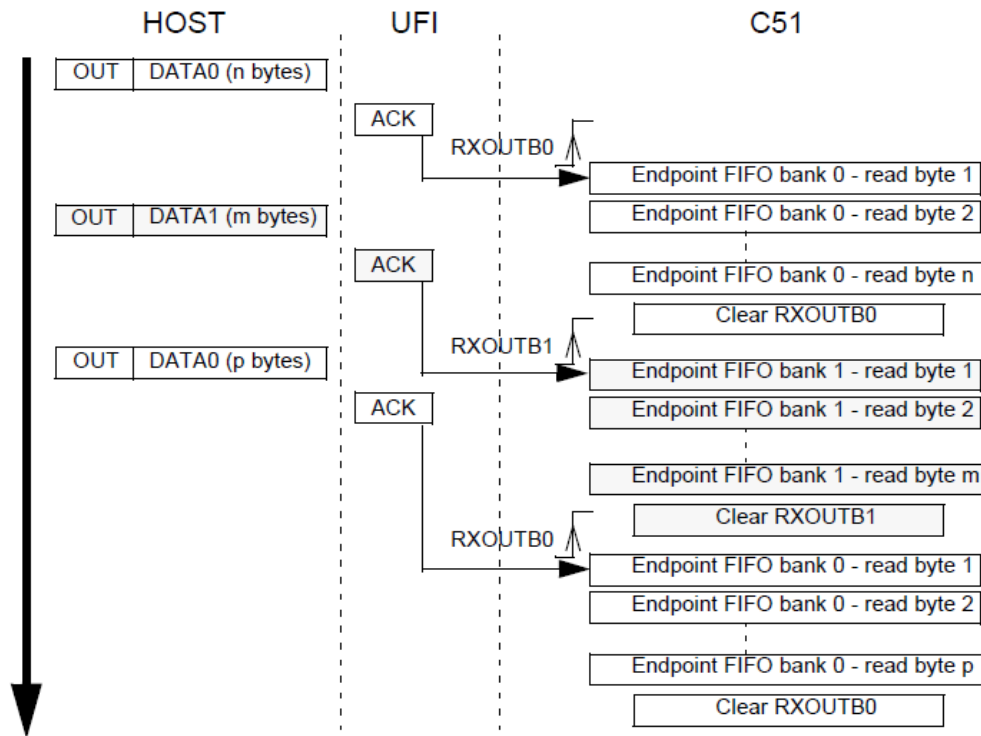 HOST UFI C51
OUT DATA0 (n bytes)
ACK
RXOUTB0
Endpoint FIFO bank 0 - read byte 1
OUT DATA1 (m bytes)
Endpoint FIFO bank 0 - read byte 2
ACK
Endpoint FIFO bank 0 - read byte n
Clear RXOUTB0
RXOUTB1
OUT DATA0 (p bytes)
Endpoint FIFO bank 1 - read byte 1
ACK
Endpoint FIFO bank 1 - read byte 2
Endpoint FIFO bank 1 - read byte m
Clear RXOUTB1
RXOUTB0
Endpoint FIFO bank 0 - read byte 1
Endpoint FIFO bank 0 - read byte 2
Endpoint FIFO bank 0 - read byte p
Clear RXOUTB0